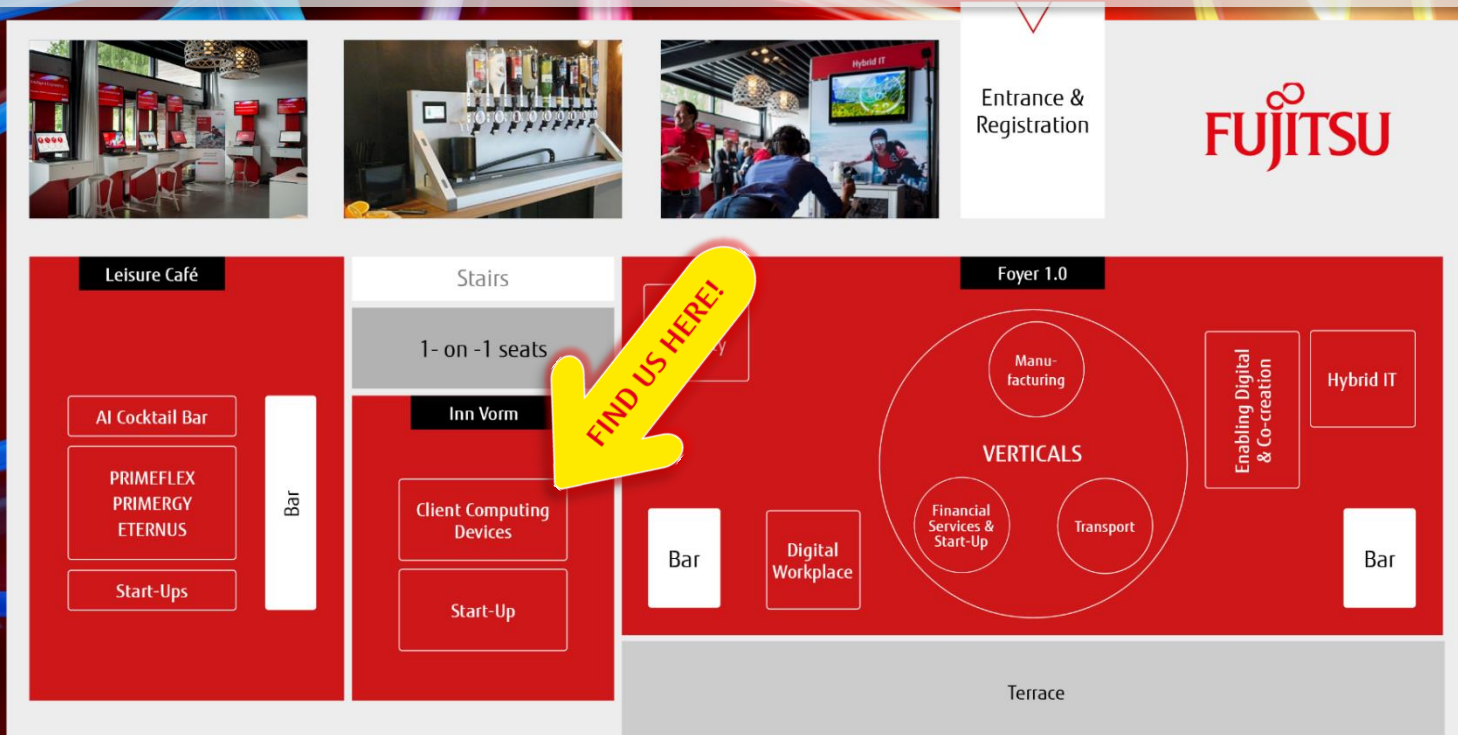 Hybrid IT
Entrance &
Registration
FUJITSU
Leisure Café
AI Cocktail Bar
PRIMEFLEX
PRIMERGY
ETERNUS
Start-Ups
Bar
Stairs
1- on -1 seats
Inn Vorm
Client Computing
Devices
Start-Up
FIND US HERE!
Foyer 1.0
Manu-
facturing
VERTICALS
Financial
Services &
Start-Up
Transport
Bar
Digital
Workplace
Enabling Digital
& Co-creation
Hybrid IT
Bar
Terrace